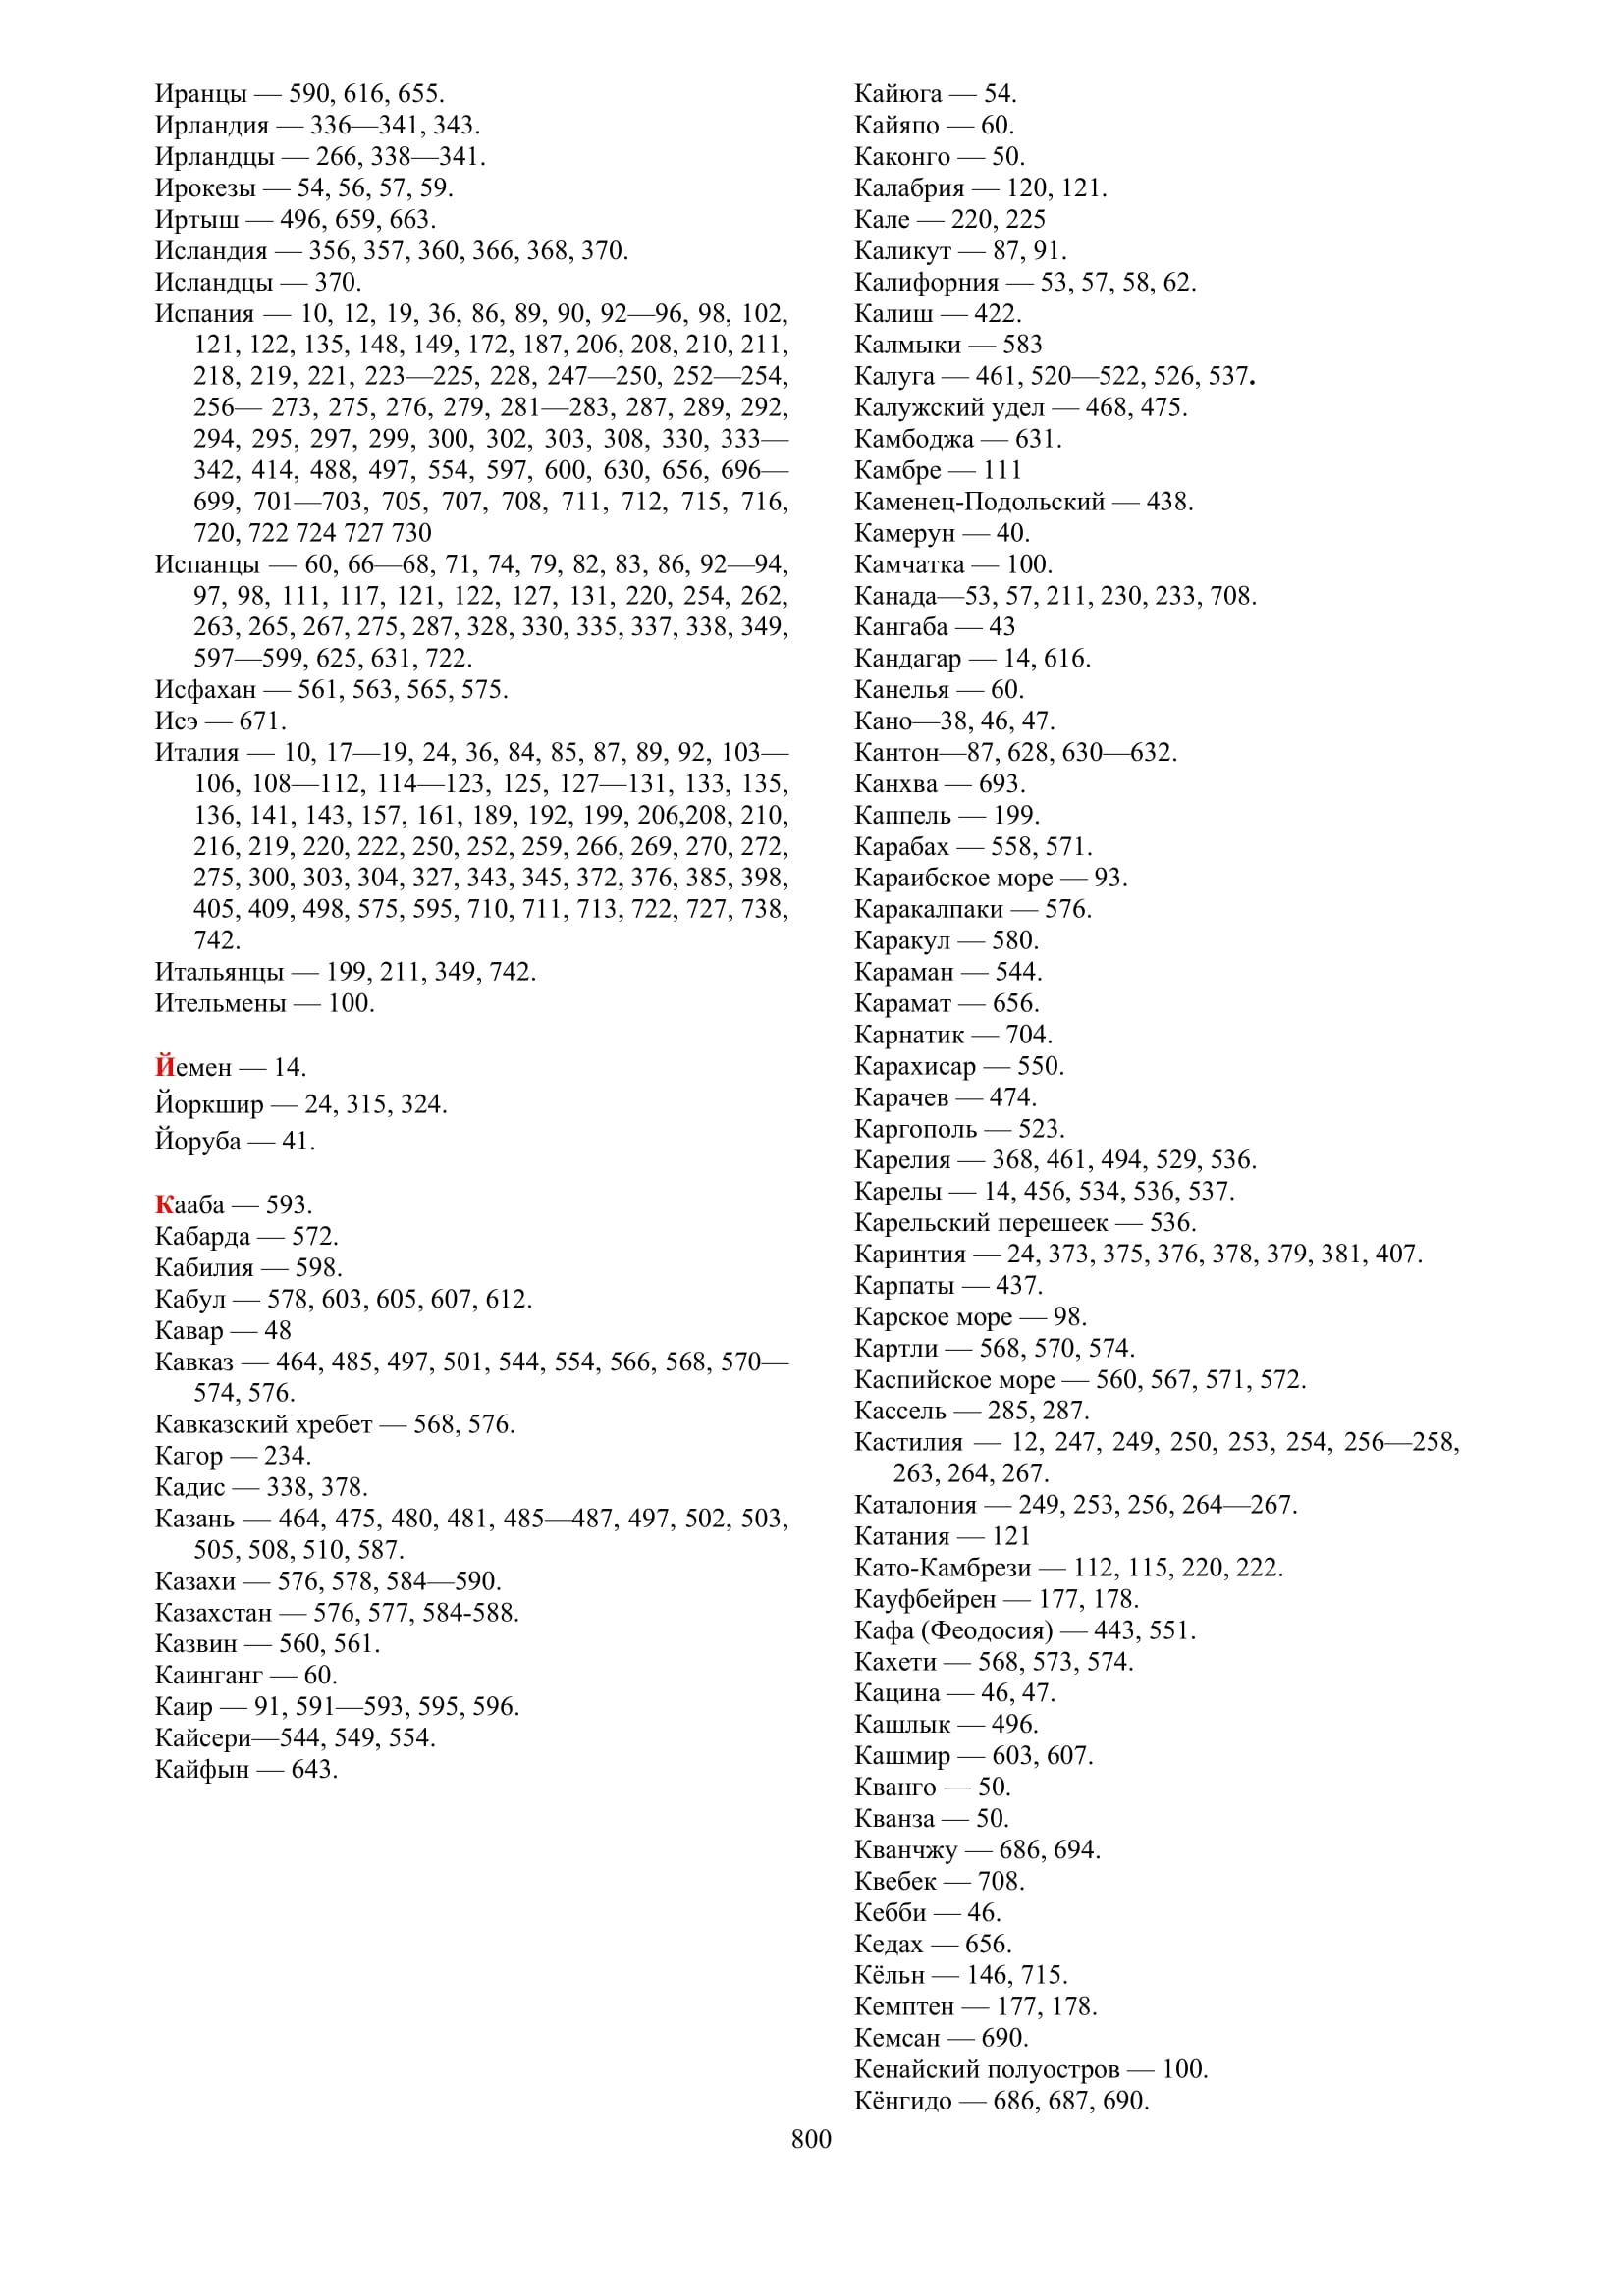 Иранцы — 590, 616, 655.
Ирландия — 336—341, 343.
Ирландцы — 266, 338—341.
Ирокезы — 54, 56, 57, 59.
Иртыш — 496, 659, 663.
Исландия — 356, 357, 360, 366, 368, 370.
Исландцы — 370.
Испания — 10, 12, 19, 36, 86, 89, 90, 92—96, 98, 102,
121, 122, 135, 148, 149, 172, 187, 206, 208, 210, 211,
218, 219, 221, 223—225, 228, 247—250, 252—254,
256— 273, 275, 276, 279, 281—283, 287, 289, 292,
294, 295, 297, 299, 300, 302, 303, 308, 330, 333—
342, 414, 488, 497, 554, 597, 600, 630, 656, 696—
699, 701—703, 705, 707, 708, 711, 712, 715, 716,
720, 722 724 727 730
Испанцы — 60, 66—68, 71, 74, 79, 82, 83, 86, 92—94,
97, 98, 111, 117, 121, 122, 127, 131, 220, 254, 262,
263, 265, 267, 275, 287, 328, 330, 335, 337, 338, 349,
597—599, 625, 631, 722.
Исфахан — 561, 563, 565, 575.
Исэ — 671.
Италия — 10, 17—19, 24, 36, 84, 85, 87, 89, 92, 103—
106, 108—112, 114—123, 125, 127—131, 133, 135,
136, 141, 143, 157, 161, 189, 192, 199, 206,208, 210,
216, 219, 220, 222, 250, 252, 259, 266, 269, 270, 272,
275, 300, 303, 304, 327, 343, 345, 372, 376, 385, 398,
405, 409, 498, 575, 595, 710, 711, 713, 722, 727, 738,
742.
Итальянцы — 199, 211, 349, 742.
Ительмены — 100.
Йемен — 14.
Йоркшир — 24, 315, 324.
Йоруба — 41.
Кааба — 593.
Кабарда — 572.
Кабилия — 598.
Кабул — 578, 603, 605, 607, 612.
Кавар — 48
Кавказ — 464, 485, 497, 501, 544, 554, 566, 568, 570—
574, 576.
Кавказский хребет — 568, 576.
Кагор — 234.
Кадис — 338, 378.
Казань — 464, 475, 480, 481, 485—487, 497, 502, 503,
505, 508, 510, 587.
Казахи — 576, 578, 584—590.
Казахстан — 576, 577, 584-588.
Казвин — 560, 561.
Каинганг — 60.
Каир — 91, 591—593, 595, 596.
Кайсери—544, 549, 554.
Кайфын — 643.
Кайюга — 54.
Кайяпо — 60.
Каконго — 50.
Калабрия — 120, 121.
Кале — 220, 225
Каликут — 87, 91.
Калифорния — 53, 57, 58, 62.
Калиш — 422.
Калмыки — 583
Калуга — 461, 520—522, 526, 537.
Калужский удел — 468, 475.
Камбоджа — 631.
Камбре — 111
Каменец-Подольский — 438.
Камерун — 40.
Камчатка — 100.
Канада—53, 57, 211, 230, 233, 708.
Кангаба — 43
Кандагар — 14, 616.
Канелья — 60.
Кано—38, 46, 47.
Кантон—87, 628, 630—632.
Канхва — 693.
Каппель — 199.
Карабах — 558, 571.
Караибское море — 93.
Каракалпаки — 576.
Каракул — 580.
Караман — 544.
Карамат — 656.
Карнатик — 704.
Карахисар — 550.
Карачев — 474.
Каргополь — 523.
Карелия — 368, 461, 494, 529, 536.
Карелы — 14, 456, 534, 536, 537.
Карельский перешеек — 536.
Каринтия — 24, 373, 375, 376, 378, 379, 381, 407.
Карпаты — 437.
Карское море — 98.
Картли — 568, 570, 574.
Каспийское море — 560, 567, 571, 572.
Кассель — 285, 287.
Кастилия — 12, 247, 249, 250, 253, 254, 256—258,
263, 264, 267.
Каталония — 249, 253, 256, 264—267.
Катания — 121
Като-Камбрези — 112, 115, 220, 222.
Кауфбейрен — 177, 178.
Кафа (Феодосия) — 443, 551.
Кахети — 568, 573, 574.
Кацина — 46, 47.
Кашлык — 496.
Кашмир — 603, 607.
Кванго — 50.
Кванза — 50.
Кванчжу — 686, 694.
Квебек — 708.
Кебби — 46.
Кедах — 656.
Кёльн — 146, 715.
Кемптен — 177, 178.
Кемсан — 690.
Кенайский полуостров — 100.
Кёнгидо — 686, 687, 690.
800